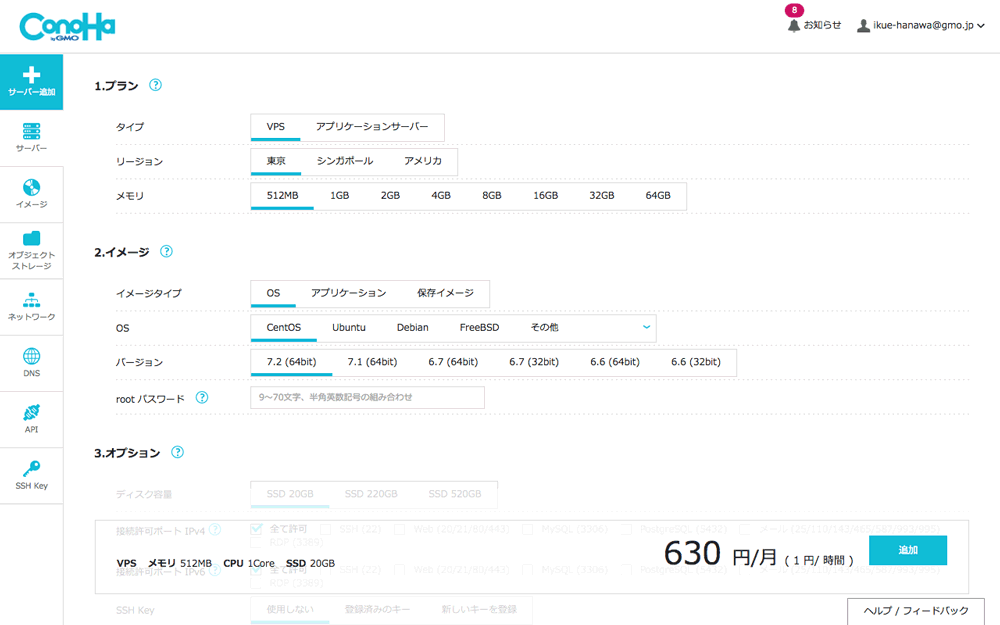 ConoHa
by GMO
8
お知らせ
ikue-hanawa@gmo.jp
サーバー追加
サーバー
イメージ
オブジェクト
ストレージ
ネットワーク
DNS
API
SSH Key
1.プラン ?
タイプ VPS アプリケーションサーバー
リージョン 東京 シンガポール アメリカ
メモリ 512MB 1GB 2GB 4GB 8GB 16GB 32GB 64GB
2.イメージ ?
イメージタイプ OS アプリケーション 保存イメージ
OS CentOS Ubuntu Debian FreeBSD その他
バージョン 7.2 (64bit) 7.1 (64bit) 6.7 (64bit) 6.7 (32bit) 6.6 (64bit) 6.6 (32bit)
root パスワード ? 9～70文字、半角英数記号の組み合わせ
3.オプション ?
ディスク容量 SSD 20GB SSD 220GB SSD 520GB
接続許可ポート IPv4 ? 全て許可 SSH (22) Web (20/21/80/443) MySQL (3306) PostgreSQL (5432) メール (25/110/143/465/587/993/995)
RDP (3389)
VPS メモリ 512MB CPU 1Core SSD 20GB
630 円/月 ( 1 円/ 時間 )
追加
接続許可ポート IPv6 ? 全て許可 SSH (22) Web (20/21/80/443) MySQL (3306)
RDP (3389)
SSH Key 使用しない 登録済みのキー 新しいキーを登録
ヘルプ / フィードバック